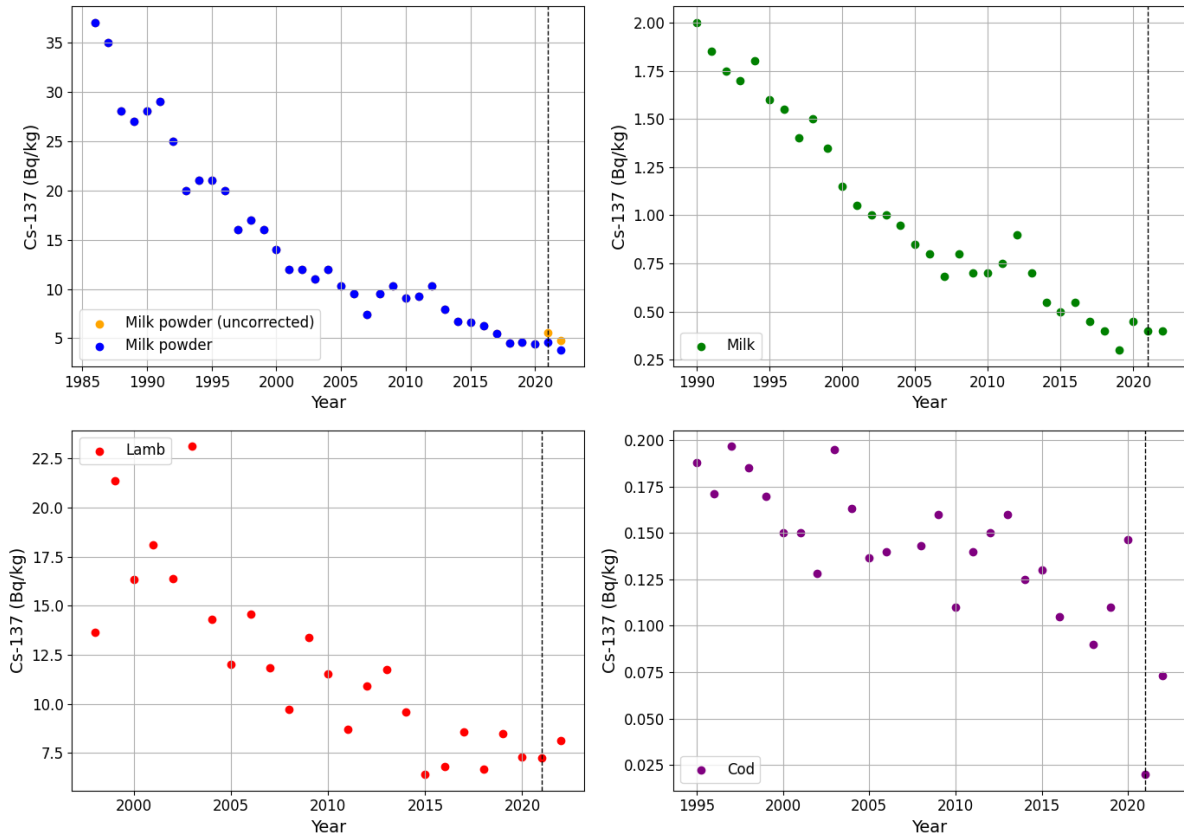 35
30
25
20
15
10
5
Cs-137 (Bq/kg)
Milk powder (uncorrected)
Milk powder
1985 1990 1995 2000 2005 2010 2015 2020
Year
2.00
1.75
1.50
1.25
1.00
0.75
0.50
0.25
Cs-137 (Bq/kg)
Milk
1990 1995 2000 2005 2010 2015 2020
Year
22.5
20.0
17.5
15.0
12.5
10.0
7.5
Cs-137 (Bq/kg)
Lamb
2000 2005 2010 2015 2020
Year
0.200
0.175
0.150
0.125
0.100
0.075
0.050
0.025
Cs-137 (Bq/kg)
Cod
1995 2000 2005 2010 2015 2020
Year